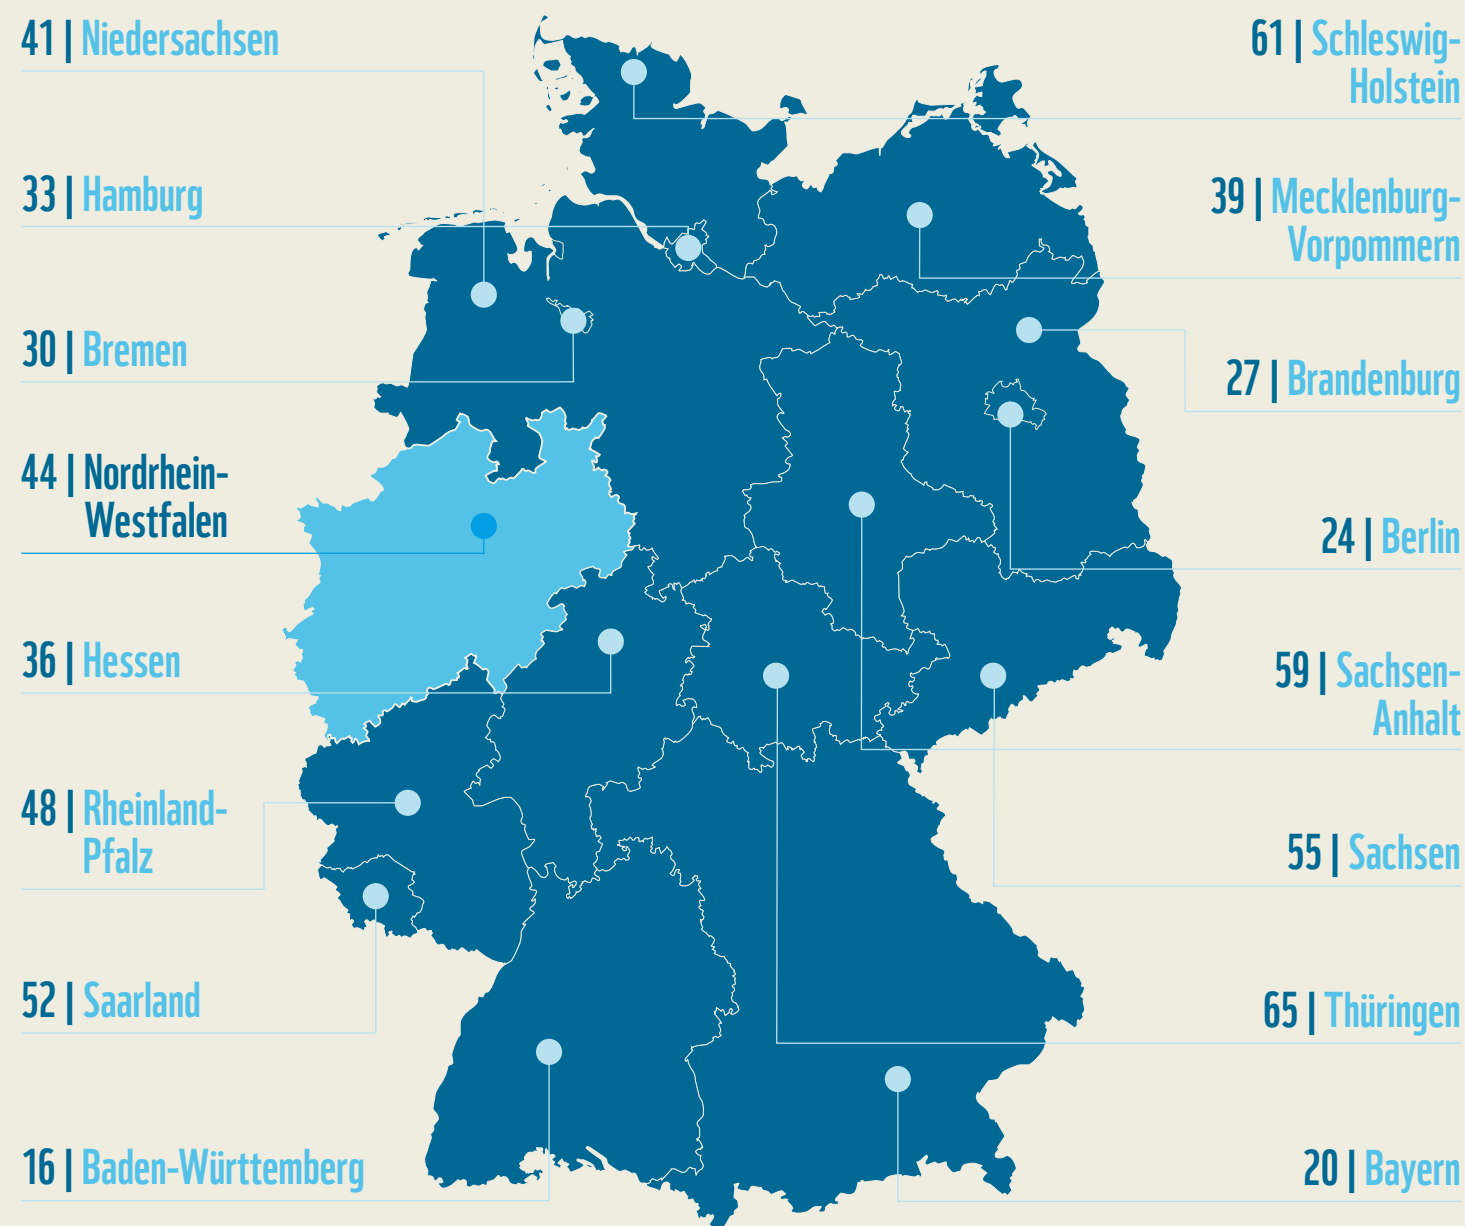 41 | Niedersachsen
33 | Hamburg
30 | Bremen
44 | Nordrhein-
Westfalen
36 | Hessen
48 | Rheinland-
Pfalz
52 | Saarland
16 | Baden-Württemberg
61 | Schleswig-
Holstein
39 | Mecklenburg-
Vorpommern
27 | Brandenburg
24 | Berlin
59 | Sachsen-
Anhalt
55 | Sachsen
65 | Thüringen
20 | Bayern